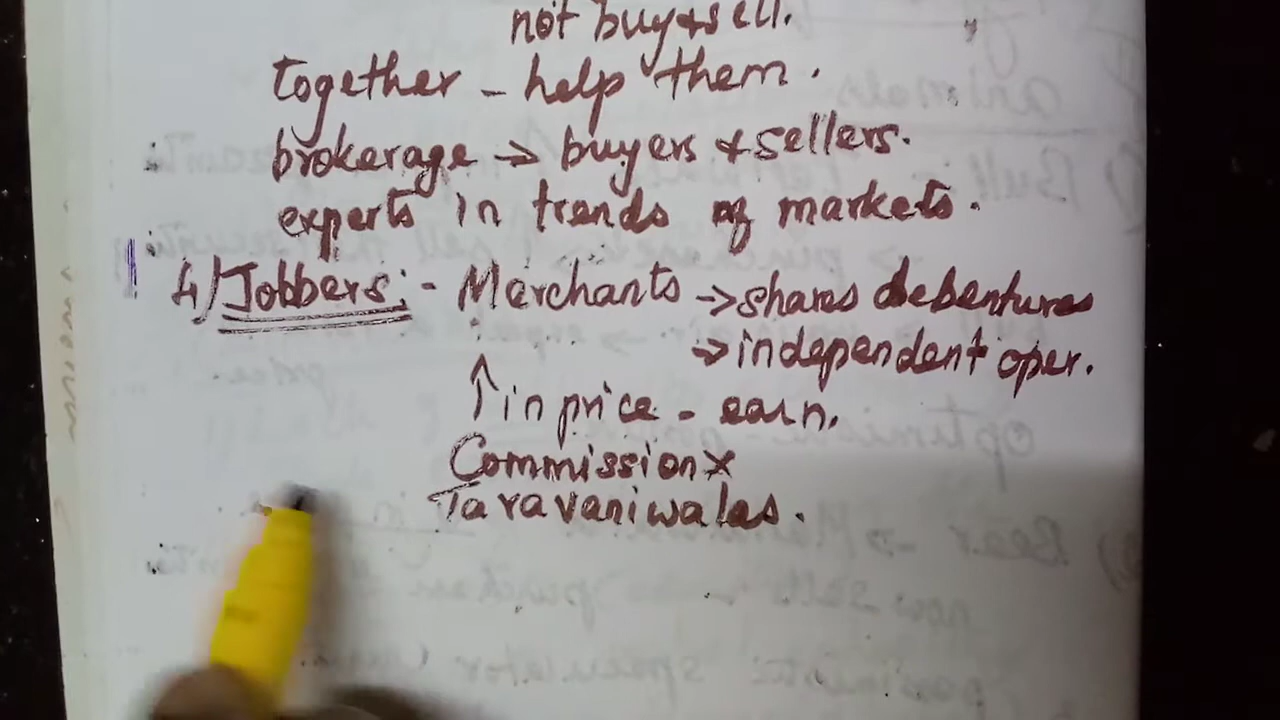 not buy & sell.
together - help them.
brokerage → buyers & sellers.
experts in trends of markets.
4) Jobbers: - Merchants → shares debentures
→ independent oper.
↑ in price - earn.
Commission x
Taravaniwalas.